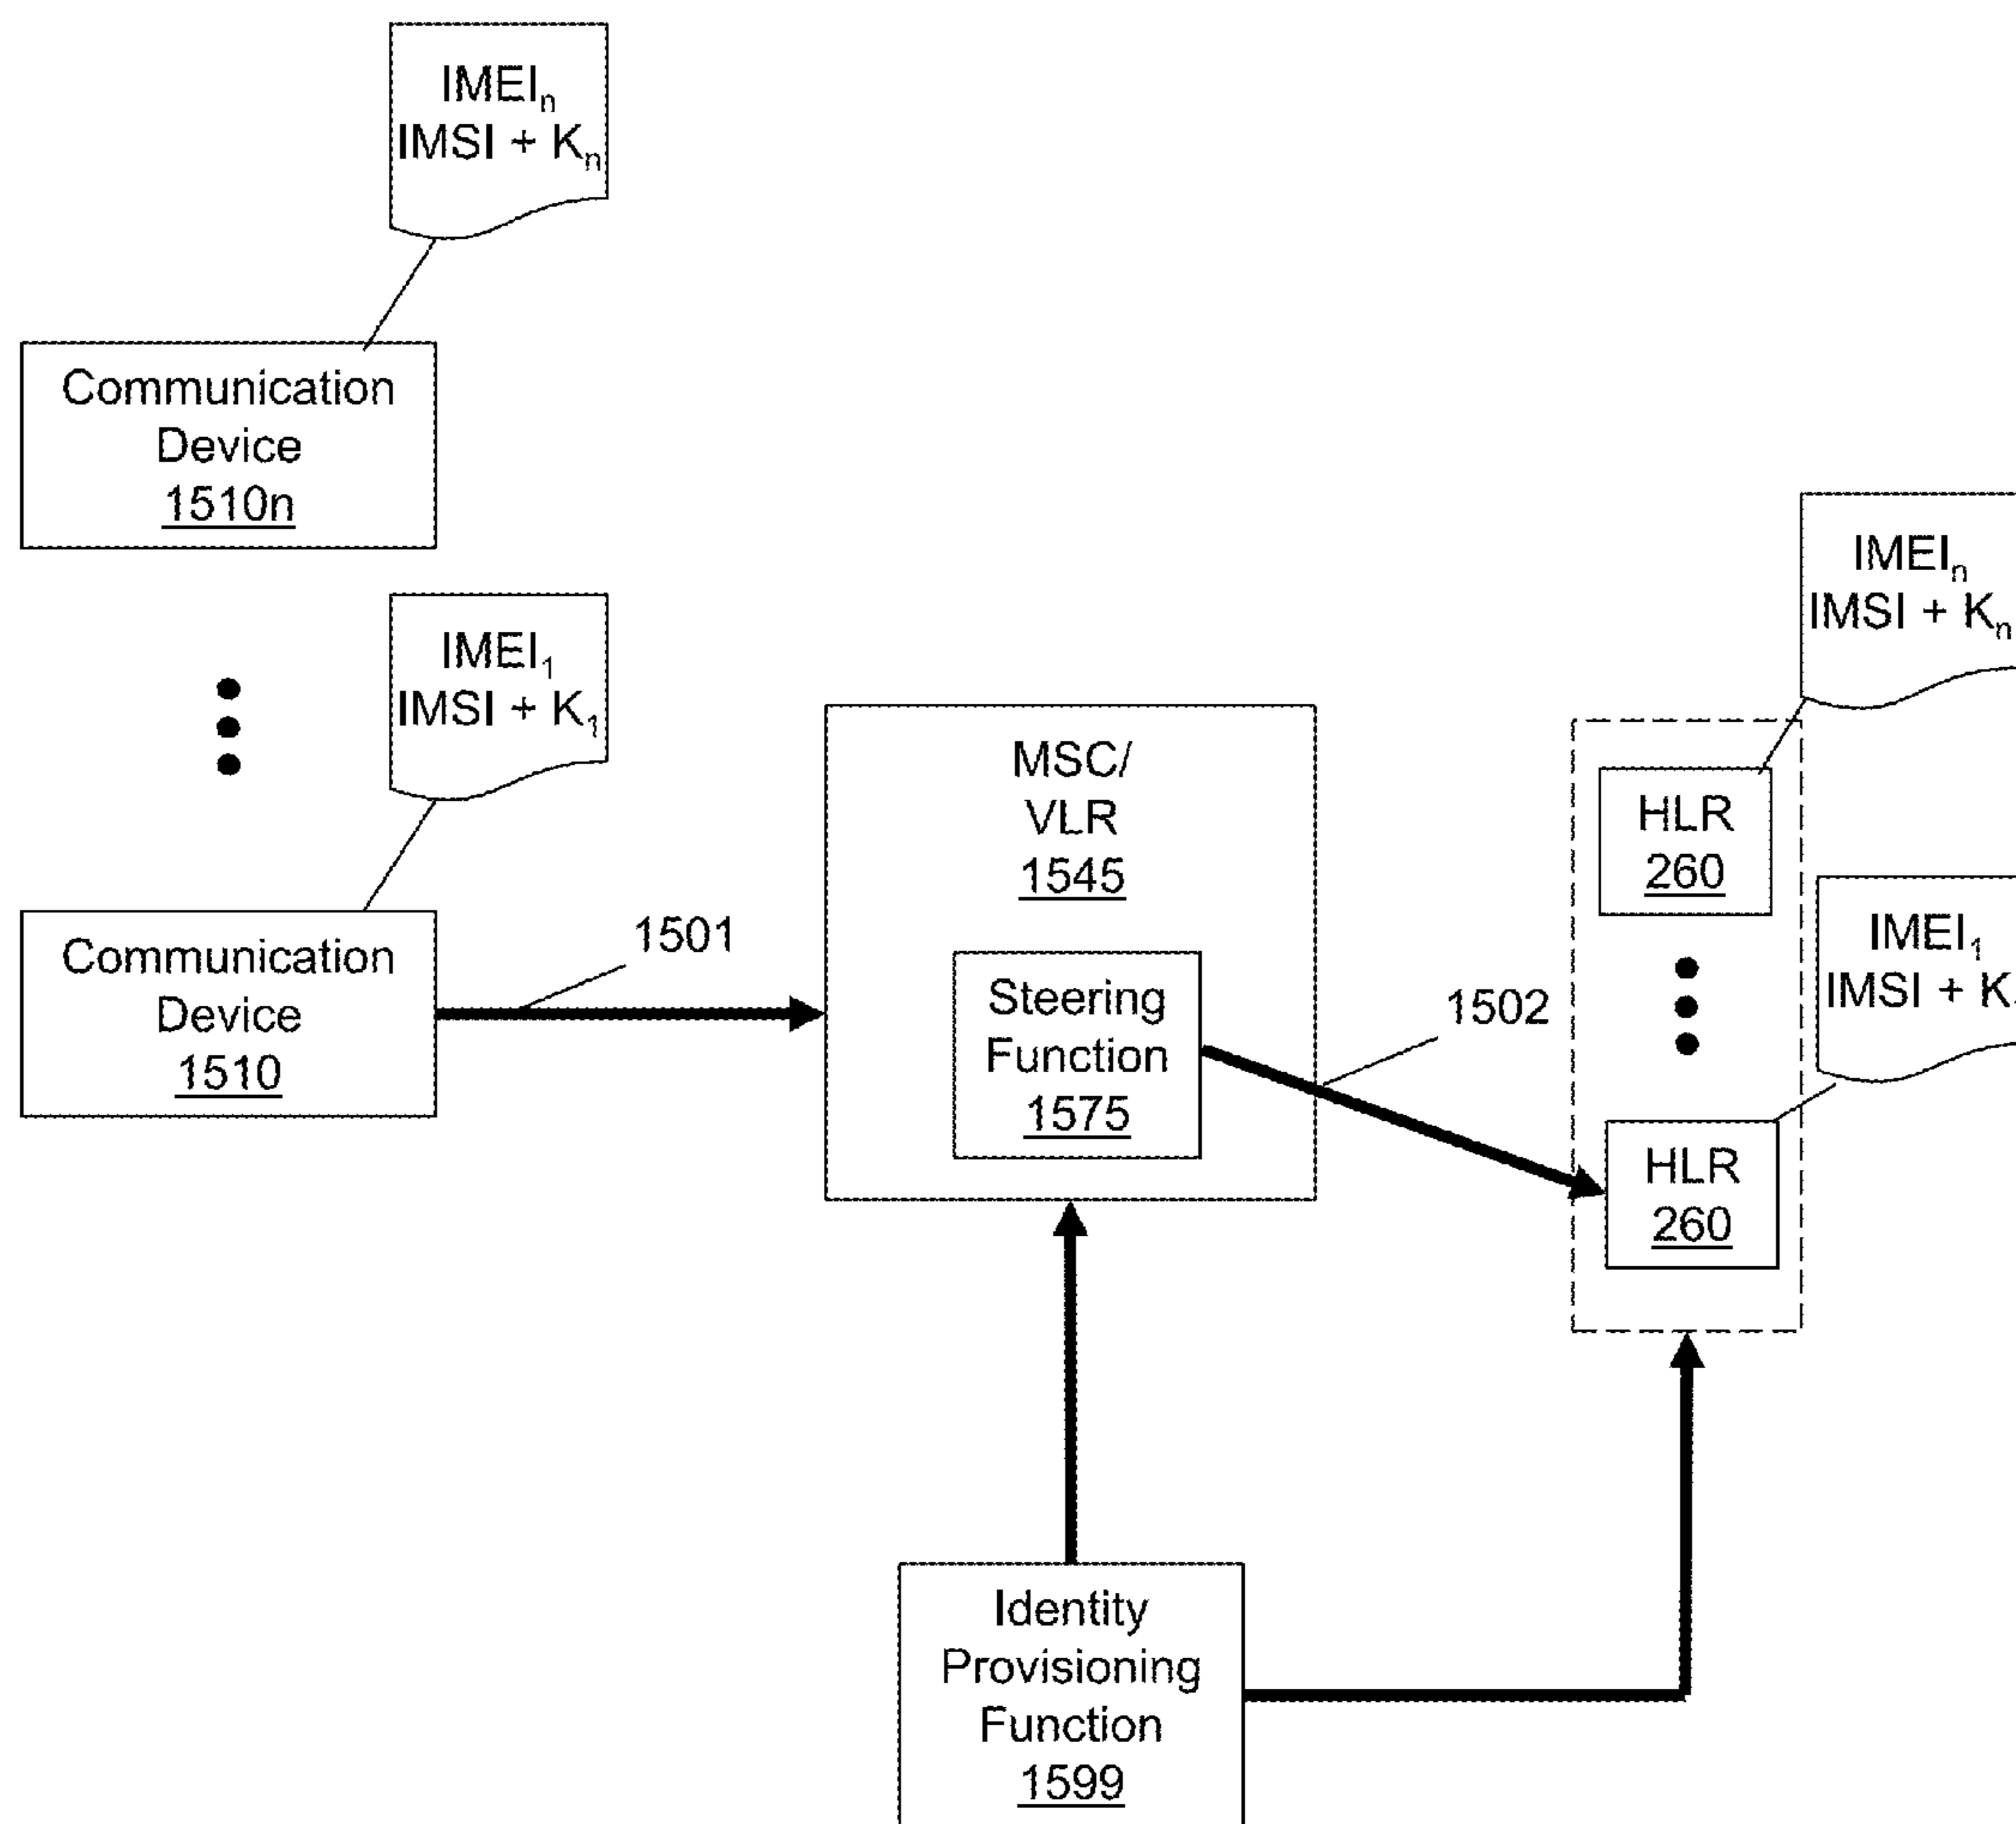 IMEIn
IMSI + Kn
Communication
Device
1510n
IMEI1
IMSI + K1
Communication
Device
1510
1501
MSC/
VLR
1545
Steering
Function
1575
1502
IMEIn
IMSI + Kn
HLR
260
IMEI1
IMSI + K
HLR
260
Identity
Provisioning
Function
1599